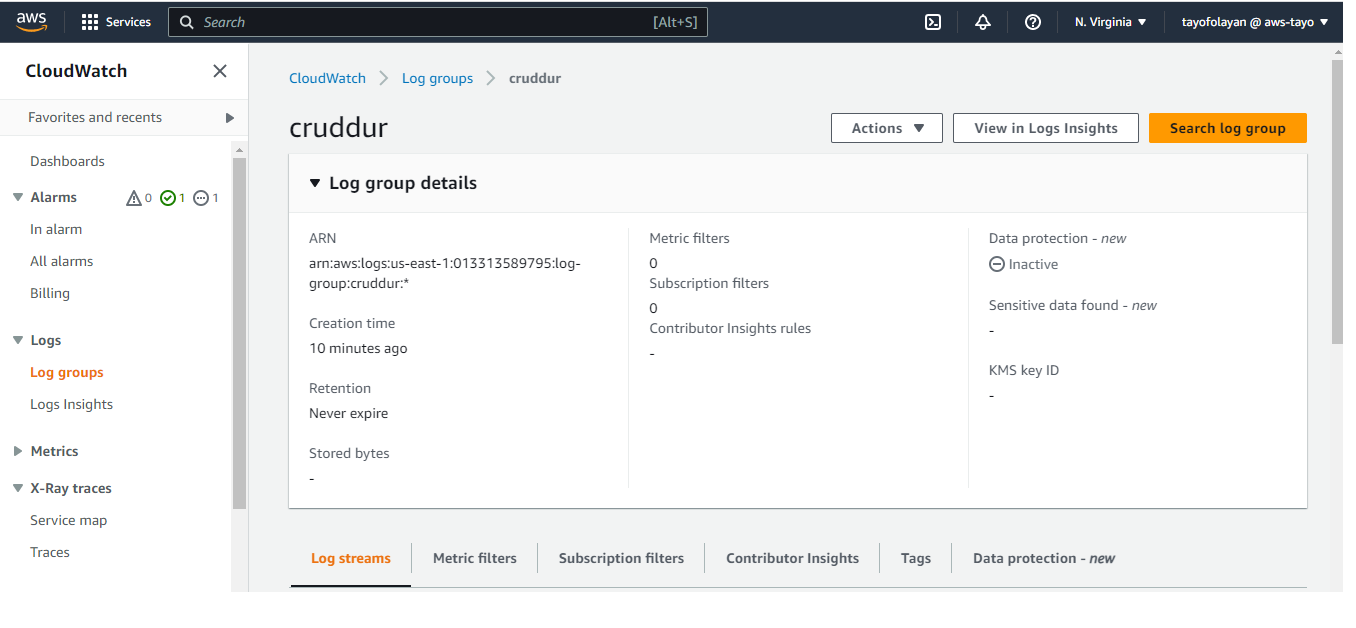 aws
Services
Search
[Alt+S]
N. Virginia
tayofolayan @ aws-tayo
CloudWatch
Favorites and recents
Dashboards
Alarms
0
1
1
In alarm
All alarms
Billing
Logs
Log groups
Logs Insights
Metrics
X-Ray traces
Service map
Traces
CloudWatch
Log groups
cruddur
cruddur
Actions
View in Logs Insights
Search log group
Log group details
ARN
arn:aws:logs:us-east-1:013313589795:log-
group:cruddur:*
Creation time
10 minutes ago
Retention
Never expire
Stored bytes
-
Metric filters
0
Subscription filters
0
Contributor Insights rules
-
Data protection - new
Inactive
Sensitive data found - new
-
KMS key ID
-
Log streams
Metric filters
Subscription filters
Contributor Insights
Tags
Data protection - new